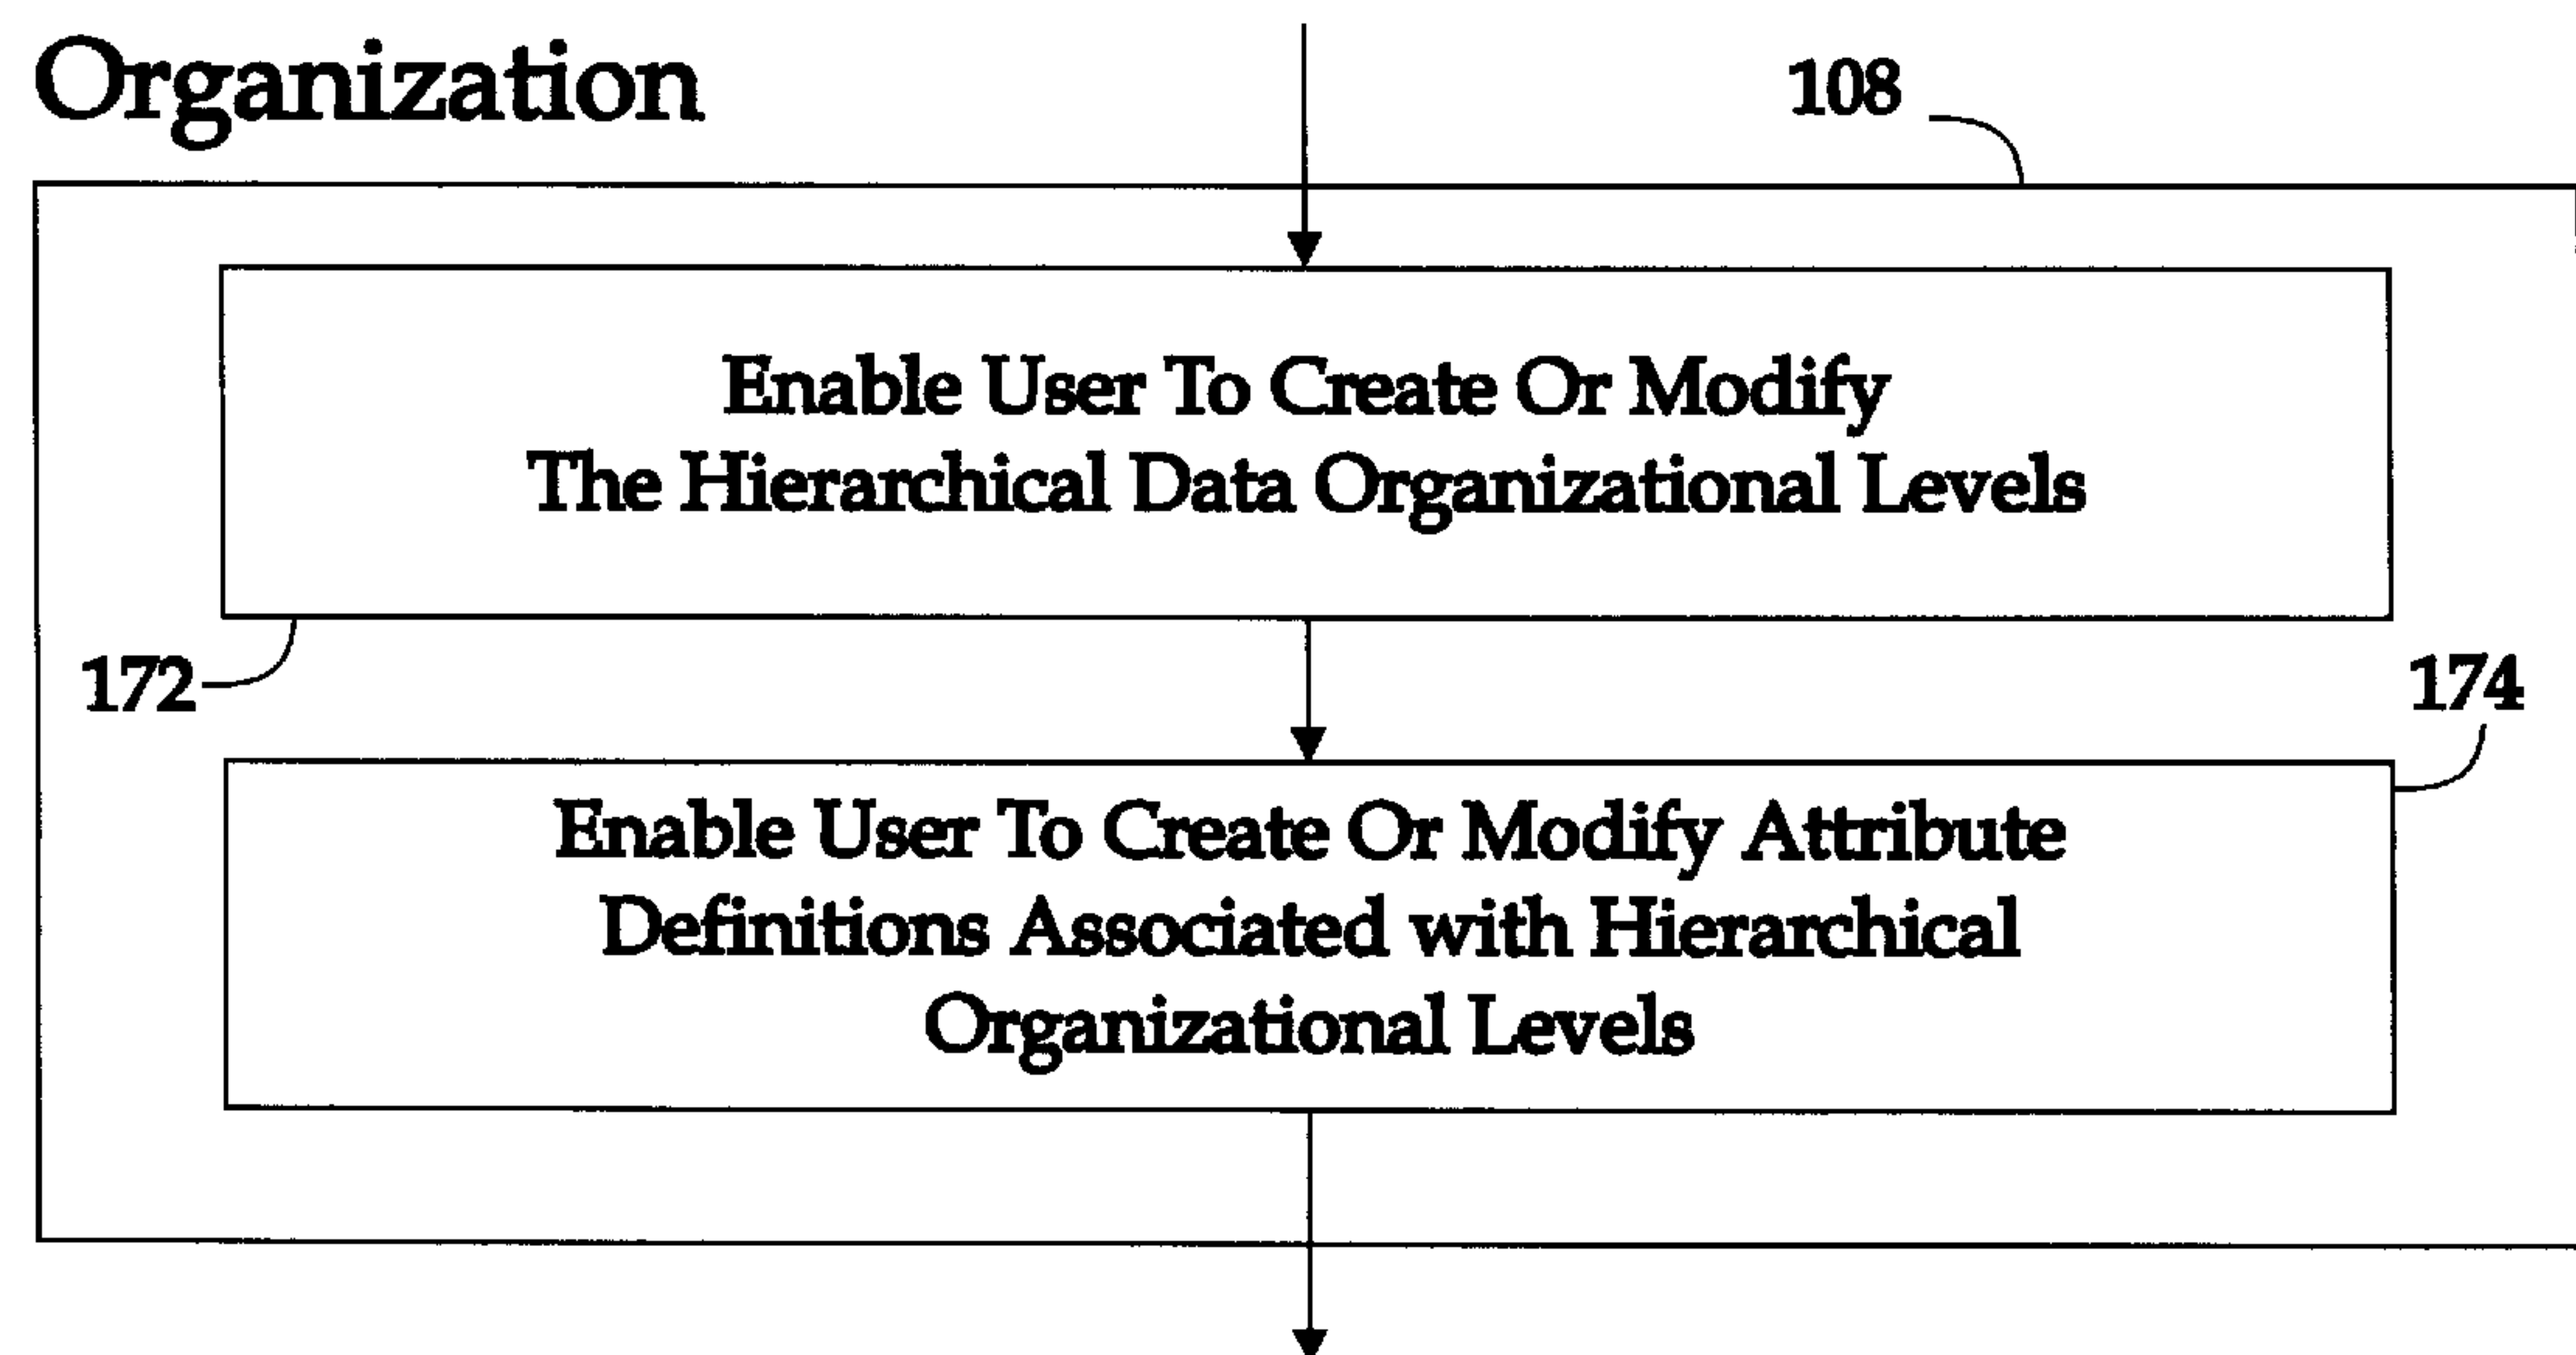 Organization
108
Enable User To Create Or Modify
The Hierarchical Data Organizational Levels
172
174
Enable User To Create Or Modify Attribute
Definitions Associated with Hierarchical
Organizational Levels